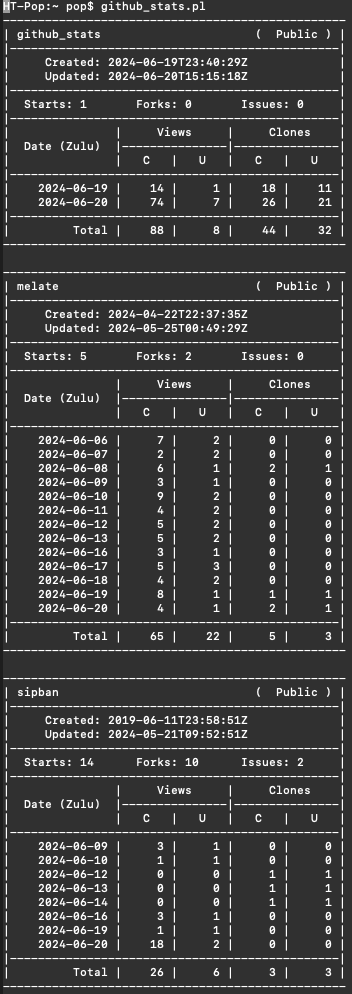 HT-Pop:~ pop$ github_stats.pl
| github_stats ( Public ) |
| Created: 2024-06-19T23:40:29Z |
| Updated: 2024-06-20T15:15:18Z |
| Starts: 1 Forks: 0 Issues: 0 |
| | Views | Clones |
| Date (Zulu) |
| | C | U | C | U |
| 2024-06-19 | 14 | 1 | 18 | 11 |
| 2024-06-20 | 74 | 7 | 26 | 21 |
| Total | 88 | 8 | 44 | 32 |
| melate ( Public ) |
| Created: 2024-04-22T22:37:35Z |
| Updated: 2024-05-25T00:49:29Z |
| Starts: 5 Forks: 2 Issues: 0 |
| | Views | Clones |
| Date (Zulu) |
| | C | U | C | U |
| 2024-06-06 | 7 | 2 | 0 | 0 |
| 2024-06-07 | 2 | 2 | 0 | 0 |
| 2024-06-08 | 6 | 1 | 2 | 1 |
| 2024-06-09 | 3 | 1 | 0 | 0 |
| 2024-06-10 | 9 | 2 | 0 | 0 |
| 2024-06-11 | 4 | 2 | 0 | 0 |
| 2024-06-12 | 5 | 2 | 0 | 0 |
| 2024-06-13 | 5 | 2 | 0 | 0 |
| 2024-06-16 | 3 | 1 | 0 | 0 |
| 2024-06-17 | 5 | 3 | 0 | 0 |
| 2024-06-18 | 4 | 2 | 0 | 0 |
| 2024-06-19 | 8 | 1 | 1 | 1 |
| 2024-06-20 | 4 | 1 | 2 | 1 |
| Total | 65 | 22 | 5 | 3 |
| sipban ( Public ) |
| Created: 2019-06-11T23:58:51Z |
| Updated: 2024-05-21T09:52:51Z |
| Starts: 14 Forks: 10 Issues: 2 |
| | Views | Clones |
| Date (Zulu) |
| | C | U | C | U |
| 2024-06-09 | 3 | 1 | 0 | 0 |
| 2024-06-10 | 1 | 1 | 0 | 0 |
| 2024-06-12 | 0 | 0 | 1 | 1 |
| 2024-06-13 | 0 | 0 | 1 | 1 |
| 2024-06-14 | 0 | 0 | 1 | 1 |
| 2024-06-16 | 3 | 1 | 0 | 0 |
| 2024-06-19 | 1 | 1 | 0 | 0 |
| 2024-06-20 | 18 | 2 | 0 | 0 |
| Total | 26 | 6 | 3 | 3 |